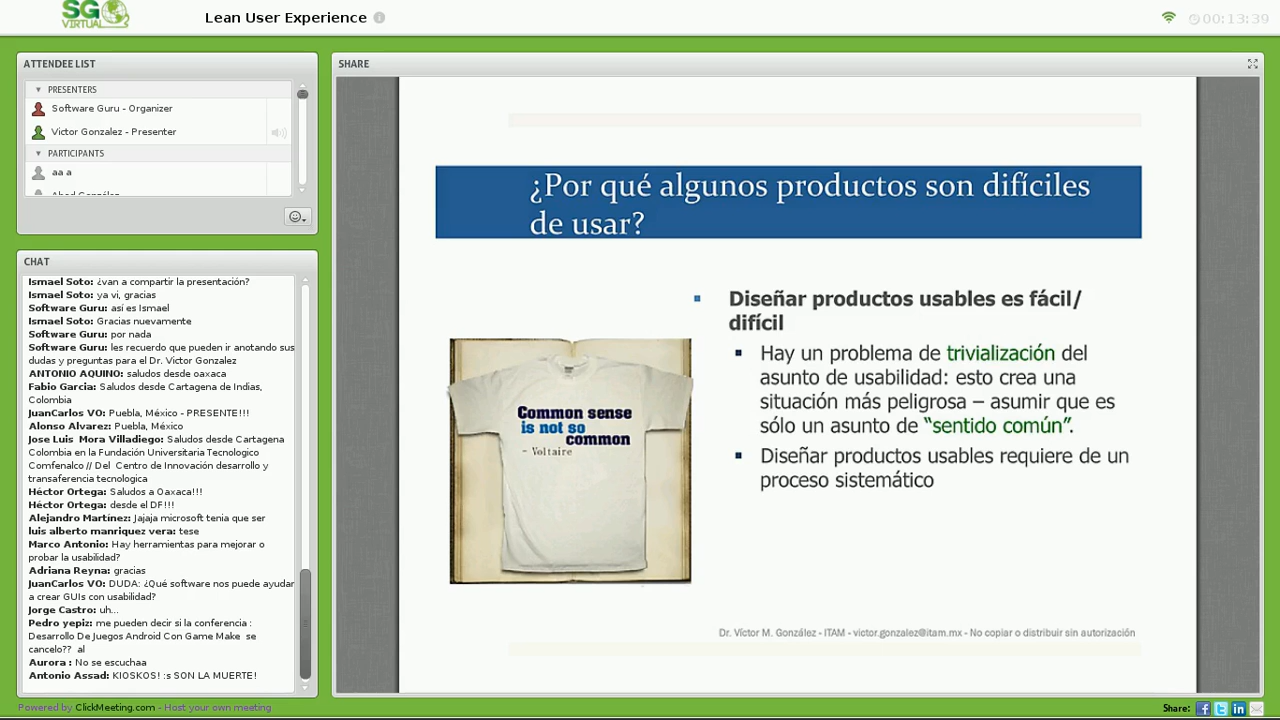 SG
VIRTUAL
Lean User Experience
00:13:39
ATTENDEE LIST
PRESENTERS
Software Guru - Organizer
Victor Gonzalez - Presenter
PARTICIPANTS
aa a
CHAT
Ismael Soto: ¿van a compartir la presentación?
Ismael Soto: ya vi, gracias
Software Guru: así es Ismael
Ismael Soto: Gracias nuevamente
Software Guru: por nada
Software Guru: les recuerdo que pueden ir anotando sus
dudas y preguntas para el Dr. Victor Gonzalez
ANTONIO AQUINO: saludos desde oaxaca
Fabio Garcia: Saludos desde Cartagena de Indias,
Colombia
JuanCarlos VO: Puebla, México - PRESENTE!!!
Alonso Alvarez: Puebla, México
Jose Luis Mora Villadiego: Saludos desde Cartagena
Colombia en la Fundación Universitaria Tecnologico
Comfenalco // Del Centro de Innovación desarrollo y
transaferencia tecnologica
Héctor Ortega: Saludos a Oaxaca!!!
Héctor Ortega: desde el DF!!!
Alejandro Martínez: Jajaja microsoft tenia que ser
luis alberto manriquez vera: tese
Marco Antonio: Hay herramientas para mejorar o
probar la usabilidad?
Adriana Reyna: gracias
JuanCarlos VO: DUDA: ¿Qué software nos puede ayudar
a crear GUIs con usabilidad?
Jorge Castro: uh...
Pedro yepiz: me pueden decir si la conferencia :
Desarrollo De Juegos Android Con Game Make se
cancelo?? al
Aurora : No se escuchaa
Antonio Assad: KIOSKOS! :s SON LA MUERTE!
SHARE
¿Por qué algunos productos son difíciles
de usar?
Common sense
is not so
common
- Voltaire
Diseñar productos usables es fácil/
difícil
Hay un problema de trivialización del
asunto de usabilidad: esto crea una
situación más peligrosa – asumir que es
sólo un asunto de “sentido común”.
Diseñar productos usables requiere de un
proceso sistemático
Dr. Víctor M. González - ITAM - victor.gonzalez@itam.mx - No copiar o distribuir sin autorización
Powered by ClickMeeting.com - Host your own meeting
Share: